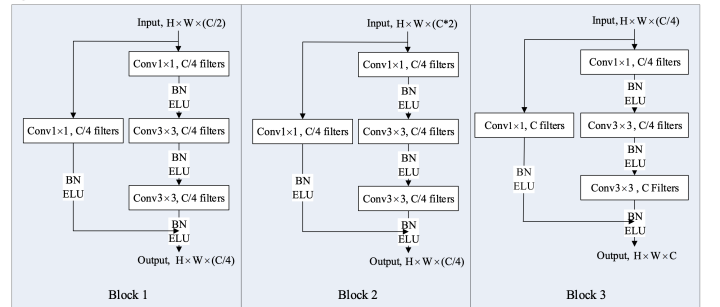 Input, H×W×(C/2)
Conv1×1, C/4 filters
BN
ELU
Conv1×1, C/4 filters
Conv3×3, C/4 filters
BN
ELU
BN
ELU
Conv3×3, C/4 filters
BN
ELU
Output, H×W×(C/4)
Block 1
Input, H×W×(C*2)
Conv1×1, C/4 filters
BN
ELU
Conv1×1, C/4 filters
Conv3×3, C/4 filters
BN
ELU
BN
ELU
Conv3×3, C/4 filters
BN
ELU
Output, H×W×(C/4)
Block 2
Input, H×W×(C/4)
Conv1×1, C/4 filters
BN
ELU
Conv1×1, C filters
Conv3×3, C/4 filters
BN
ELU
BN
ELU
Conv3×3, C Filters
BN
ELU
Output, H×W×C
Block 3